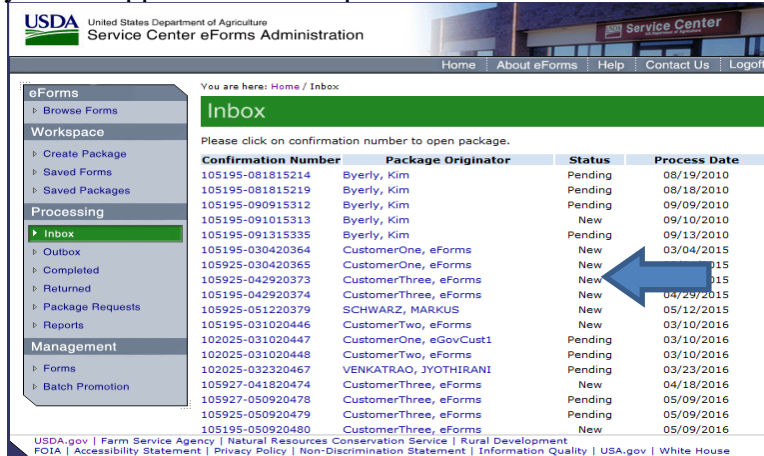 USDA United States Department of Agriculture
Service Center eForms Administration
Service Center
Home About eForms Help Contact Us Logoff
eForms
Browse Forms
Workspace
Create Package
Saved Forms
Saved Packages
Processing
Inbox
Outbox
Completed
Returned
Package Requests
Reports
Management
Forms
Batch Promotion
You are here: Home / Inbox
Inbox
Please click on confirmation number to open package.
Confirmation Number Package Originator Status Process Date
105195-081815214 Byerly, Kim Pending 08/19/2010
105195-081815219 Byerly, Kim Pending 08/18/2010
105195-090915312 Byerly, Kim Pending 09/09/2010
105195-091015313 Byerly, Kim New 09/10/2010
105195-091315335 Byerly, Kim Pending 09/13/2010
105195-030420364 CustomerOne, eForms New 03/04/2015
105925-030420365 CustomerOne, eForms New
105925-042920373 CustomerThree, eForms New
105195-042920374 CustomerThree, eForms New 04/29/2015
105925-051220379 SCHWARZ, MARKUS New 05/12/2015
105195-031020446 CustomerTwo, eForms New 03/10/2016
102025-031020447 CustomerOne, eGovCust1 Pending 03/10/2016
102025-031020448 CustomerTwo, eForms Pending 03/10/2016
102025-032320467 VENKATRAO, JYOTHIRANI Pending 03/23/2016
105927-041820474 CustomerThree, eForms New 04/18/2016
105927-050920478 CustomerThree, eForms Pending 05/09/2016
105925-050920479 CustomerThree, eForms Pending 05/09/2016
105195-050920480 CustomerThree, eForms New 05/09/2016
USDA.gov | Farm Service Agency | Natural Resources Conservation Service | Rural Development
FOIA | Accessibility Statement | Privacy Policy | Non-Discrimination Statement | Information Quality | USA.gov | White House